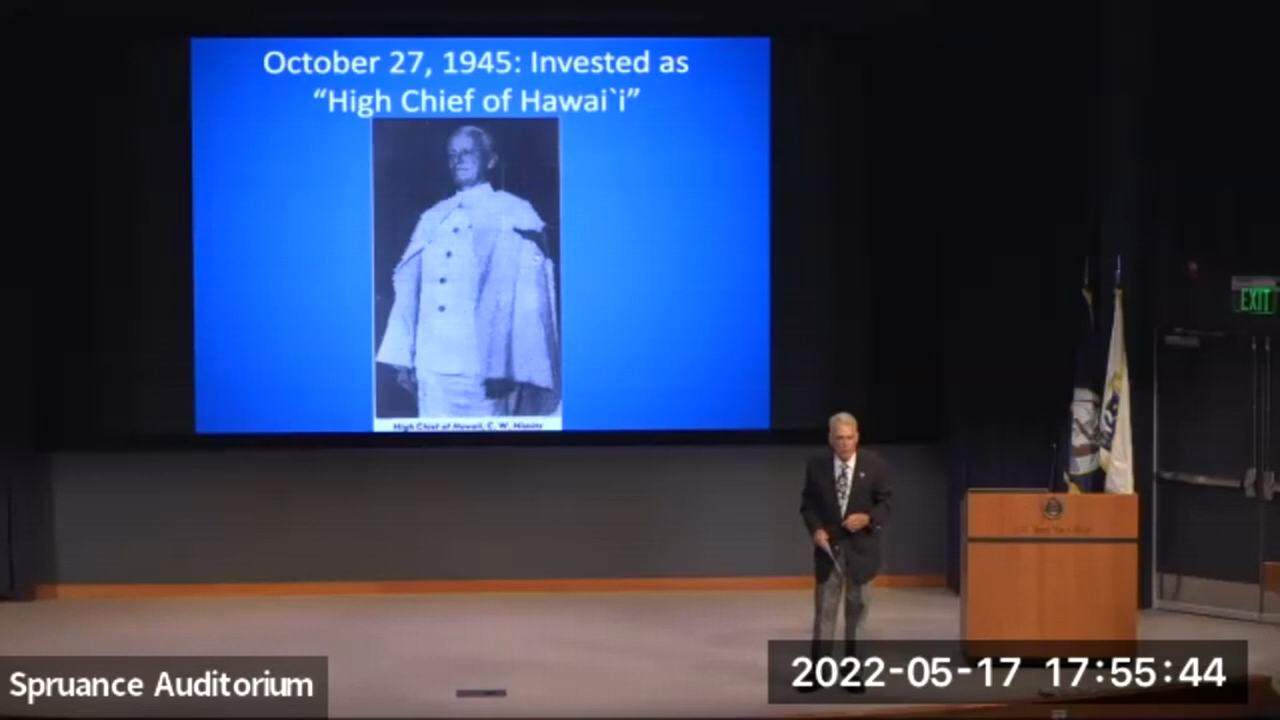 October 27, 1945: Invested as
“High Chief of Hawai`i”
High Chief of Hawaii, C. W. Nimitz
EXIT
Spruance Auditorium
2022-05-17 17:55:44